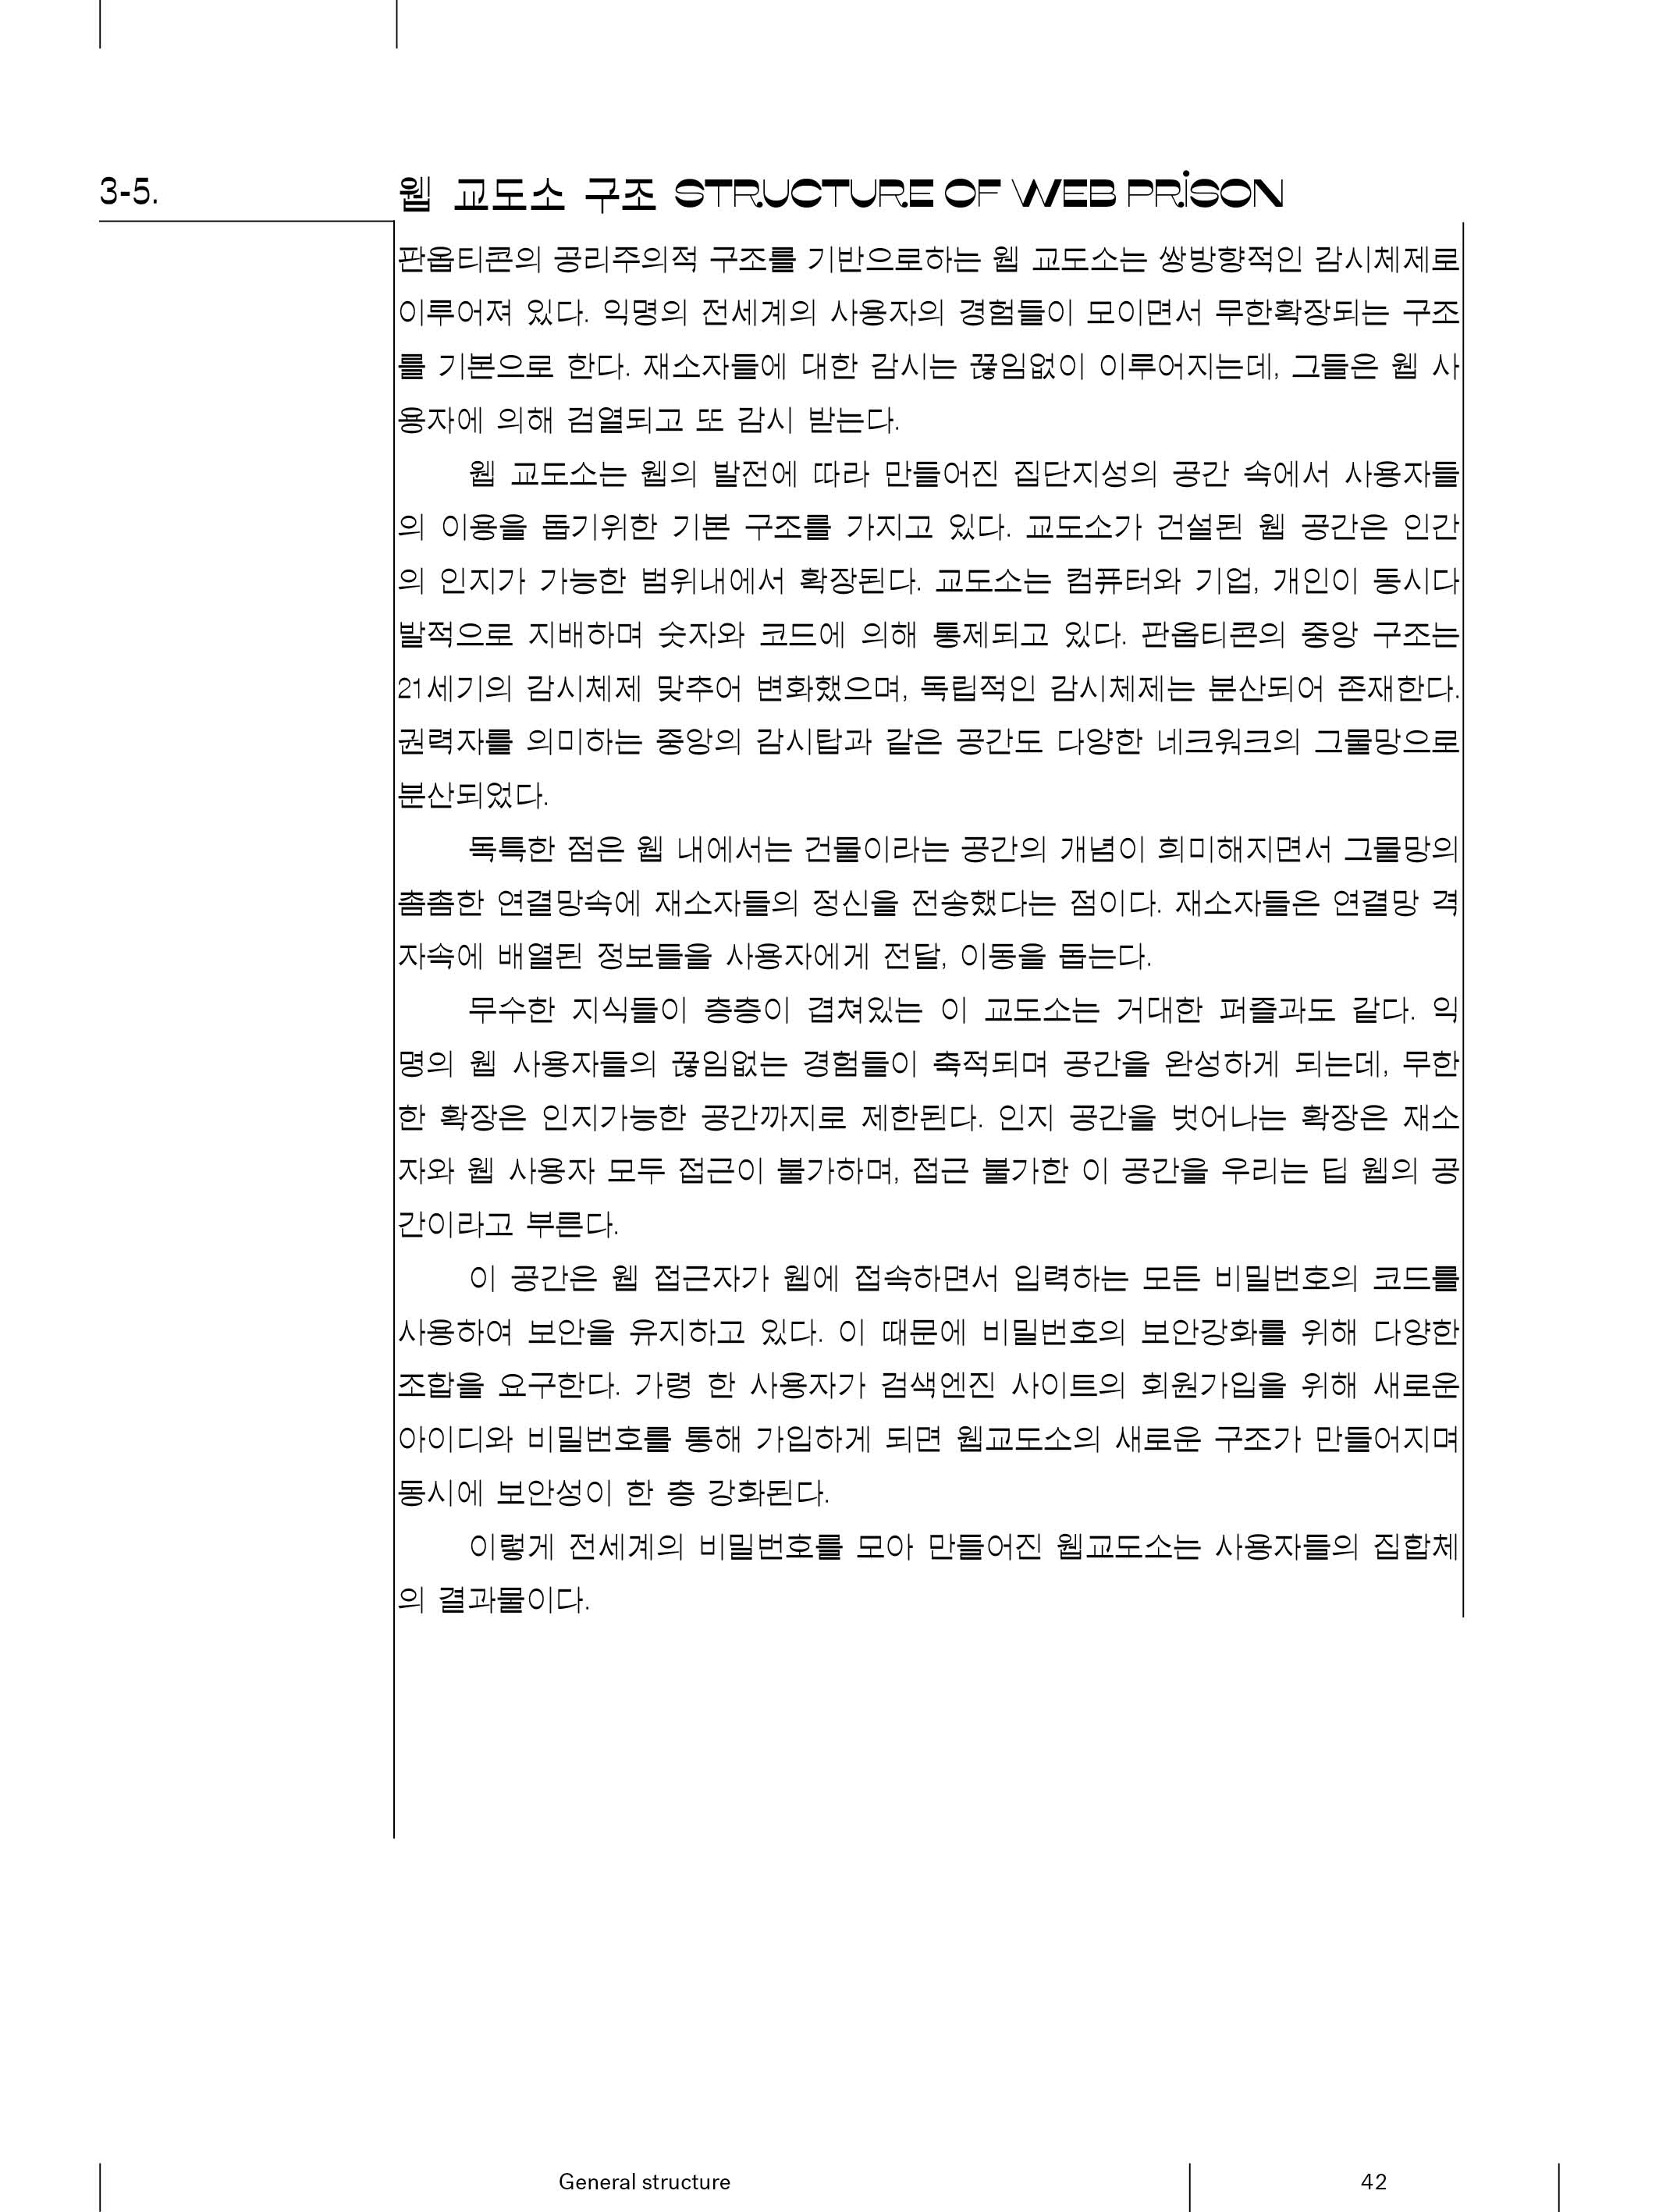 3-5.
웹 교도소 구조 STRUCTURE OF WEB PRiSON
판옵티콘의 공리주의적 구조를 기반으로하는 웹 교도소는 쌍방향적인 감시체제로
이루어져 있다. 익명의 전세계의 사용자의 경험들이 모이면서 무한확장되는 구조
를 기본으로 한다. 재소자들에 대한 감시는 끊임없이 이루어지는데, 그들은 웹 사
용자에 의해 검열되고 또 감시 받는다.
웹 교도소는 웹의 발전에 따라 만들어진 집단지성의 공간 속에서 사용자들
의 이용을 돕기위한 기본 구조를 가지고 있다. 교도소가 건설된 웹 공간은 인간
의 인지가 가능한 범위내에서 확장된다. 교도소는 컴퓨터와 기업, 개인이 동시다
발적으로 지배하며 숫자와 코드에 의해 통제되고 있다. 판옵티콘의 중앙 구조는
21세기의 감시체제 맞추어 변화했으며, 독립적인 감시체제는 분산되어 존재한다.
권력자를 의미하는 중앙의 감시탑과 같은 공간도 다양한 네크워크의 그물망으로
분산되었다.
독특한 점은 웹 내에서는 건물이라는 공간의 개념이 희미해지면서 그물망의
촘촘한 연결망속에 재소자들의 정신을 전송했다는 점이다. 재소자들은 연결망 격
자속에 배열된 정보들을 사용자에게 전달, 이동을 돕는다.
무수한 지식들이 층층이 겹쳐있는 이 교도소는 거대한 퍼즐과도 같다. 익
명의 웹 사용자들의 끊임없는 경험들이 축적되며 공간을 완성하게 되는데, 무한
한 확장은 인지가능한 공간까지로 제한된다. 인지 공간을 벗어나는 확장은 재소
자와 웹 사용자 모두 접근이 불가하며, 접근 불가한 이 공간을 우리는 딥 웹의 공
간이라고 부른다.
이 공간은 웹 접근자가 웹에 접속하면서 입력하는 모든 비밀번호의 코드를
사용하여 보안을 유지하고 있다. 이 때문에 비밀번호의 보안강화를 위해 다양한
조합을 요구한다. 가령 한 사용자가 검색엔진 사이트의 회원가입을 위해 새로운
아이디와 비밀번호를 통해 가입하게 되면 웹교도소의 새로운 구조가 만들어지며
동시에 보안성이 한 층 강화된다.
이렇게 전세계의 비밀번호를 모아 만들어진 웹교도소는 사용자들의 집합체
의 결과물이다.
General structure
42